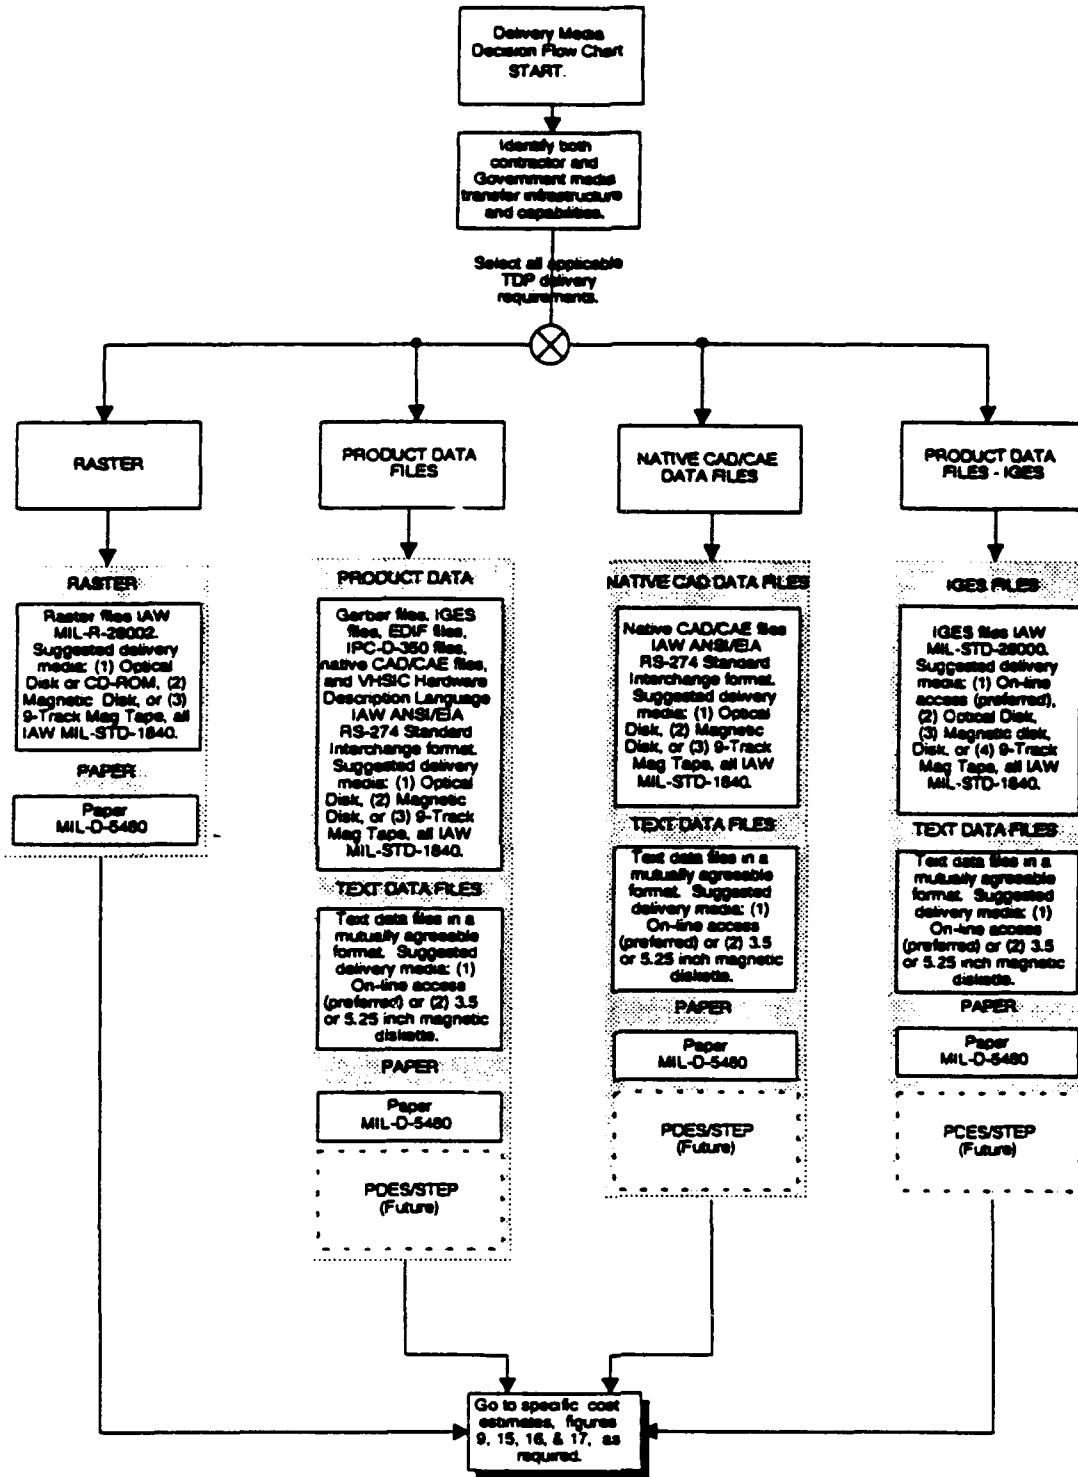 Delivery Media
Decision Flow Chart
START.
Identify both
contractor and
Government media
transfer infrastructure
and capabilities.
Select all applicable
TDP delivery
requirements.
RASTER
PRODUCT DATA
FILES
NATIVE CAD/CAE
DATA FILES
PRODUCT DATA
FILES - IGES
RASTER
Raster files IAW
MIL-R-28002.
Suggested delivery
media: (1) Optical
Disk or CD-ROM, (2)
Magnetic Disk, or (3)
9-Track Mag Tape, all
IAW MIL-STD-1840.
PAPER
Paper
MIL-D-5480
PRODUCT DATA
Gerber files, IGES
files, EDIF files,
IPC-D-350 files,
native CAD/CAE files,
and VHSIC Hardware
Description Language
IAW ANSI/EIA
RS-274 Standard
Interchange format.
Suggested delivery
media: (1) Optical
Disk, (2) Magnetic
Disk, or (3) 9-Track
Mag Tape, all IAW
MIL-STD-1840.
TEXT DATA FILES
Text data files in a
mutually agreeable
format. Suggested
delivery media: (1)
On-line access
(preferred) or (2) 3.5
or 5.25 inch magnetic
diskette.
PAPER
Paper
MIL-D-5480
PDES/STEP
(Future)
NATIVE CAD DATA FILES
Native CAD/CAE files
IAW ANSI/EIA
RS-274 Standard
Interchange format.
Suggested delivery
media: (1) Optical
Disk, (2) Magnetic
Disk, or (3) 9-Track
Mag Tape, all IAW
MIL-STD-1840.
TEXT DATA FILES
Text data files in a
mutually agreeable
format. Suggested
delivery media: (1)
On-line access
(preferred) or (2) 3.5
or 5.25 inch magnetic
diskette.
PAPER
Paper
MIL-D-5480
PDES/STEP
(Future)
IGES FILES
IGES files IAW
MIL-STD-28000.
Suggested delivery
media: (1) On-line
access (preferred),
(2) Optical Disk,
(3) Magnetic disk,
Disk, or (4) 9-Track
Mag Tape, all IAW
MIL-STD-1840.
TEXT DATA FILES
Text data files in a
mutually agreeable
format. Suggested
delivery media: (1)
On-line access
(preferred) or (2) 3.5
or 5.25 inch magnetic
diskette.
PAPER
Paper
MIL-D-5480
PDES/STEP
(Future)
Go to specific cost
estimates, figures
9, 15, 16, & 17, as
required.